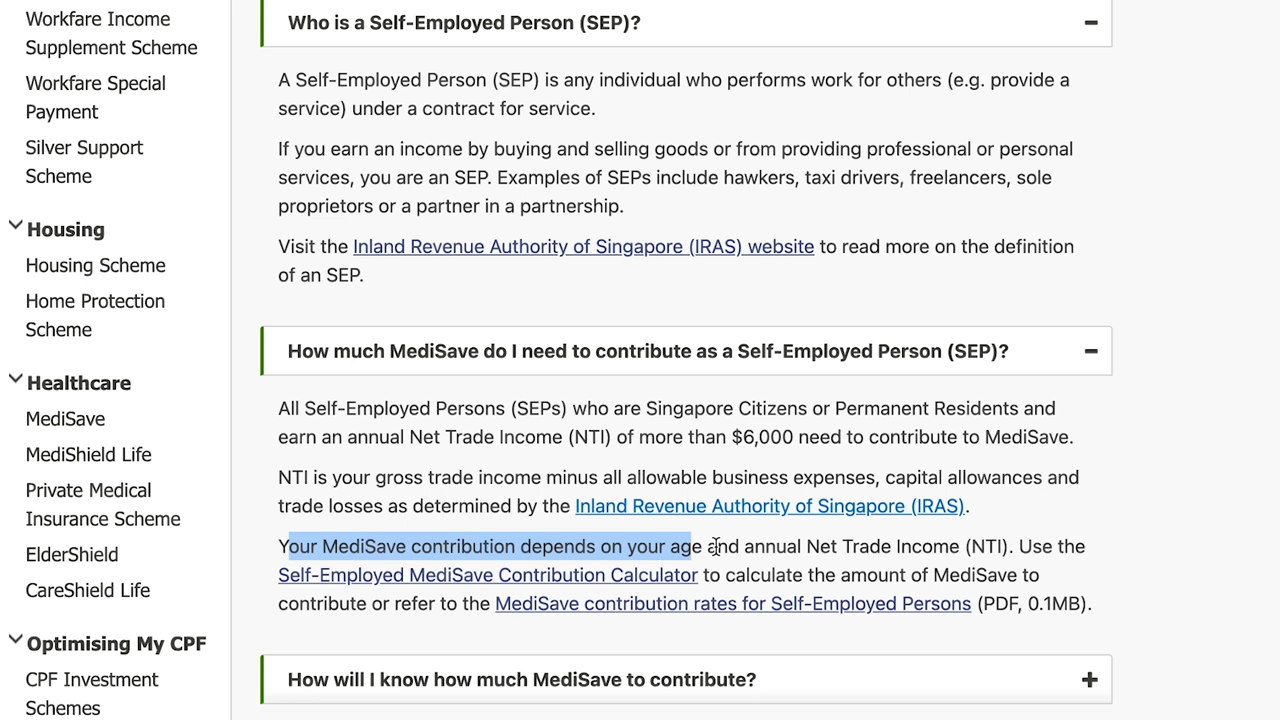 Workfare Income
Supplement Scheme
Workfare Special
Payment
Silver Support
Scheme
Housing
Housing Scheme
Home Protection
Scheme
Healthcare
MediSave
MediShield Life
Private Medical
Insurance Scheme
ElderShield
CareShield Life
Optimising My CPF
CPF Investment
Schemes
Who is a Self-Employed Person (SEP)?
A Self-Employed Person (SEP) is any individual who performs work for others (e.g. provide a
service) under a contract for service.
If you earn an income by buying and selling goods or from providing professional or personal
services, you are an SEP. Examples of SEPs include hawkers, taxi drivers, freelancers, sole
proprietors or a partner in a partnership.
Visit the Inland Revenue Authority of Singapore (IRAS) website to read more on the definition
of an SEP.
How much MediSave do I need to contribute as a Self-Employed Person (SEP)?
All Self-Employed Persons (SEPs) who are Singapore Citizens or Permanent Residents and
earn an annual Net Trade Income (NTI) of more than $6,000 need to contribute to MediSave.
NTI is your gross trade income minus all allowable business expenses, capital allowances and
trade losses as determined by the Inland Revenue Authority of Singapore (IRAS).
Your MediSave contribution depends on your age and annual Net Trade Income (NTI). Use the
Self-Employed MediSave Contribution Calculator to calculate the amount of MediSave to
contribute or refer to the MediSave contribution rates for Self-Employed Persons (PDF, 0.1MB).
How will I know how much MediSave to contribute?